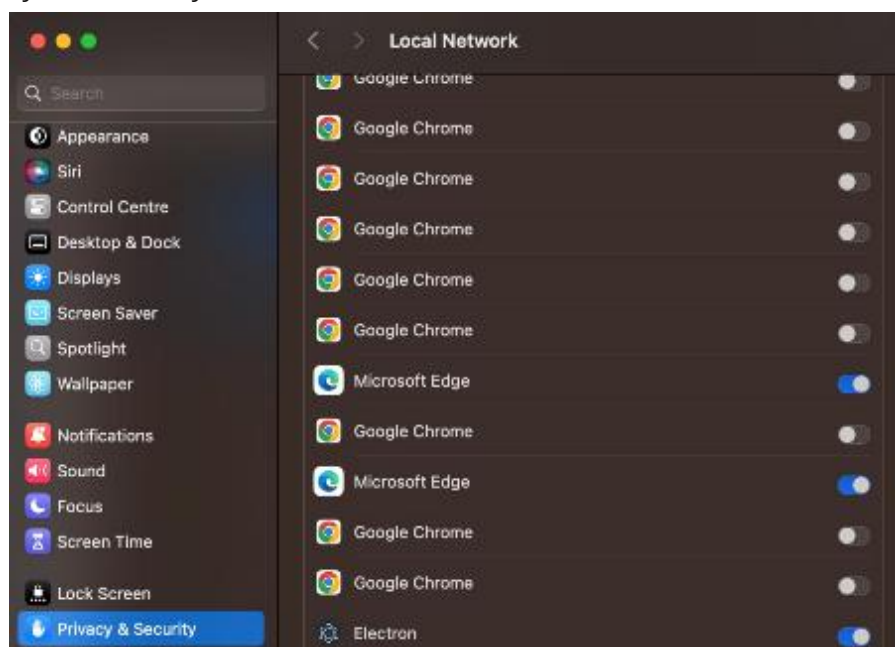 Local Network
Search
Appearance
Siri
Control Centre
Desktop & Dock
Displays
Screen Saver
Spotlight
Wallpaper
Notifications
Sound
Focus
Screen Time
Lock Screen
Privacy & Security
Google Chrome
Google Chrome
Google Chrome
Google Chrome
Google Chrome
Google Chrome
Microsoft Edge
Google Chrome
Microsoft Edge
Google Chrome
Google Chrome
Electron